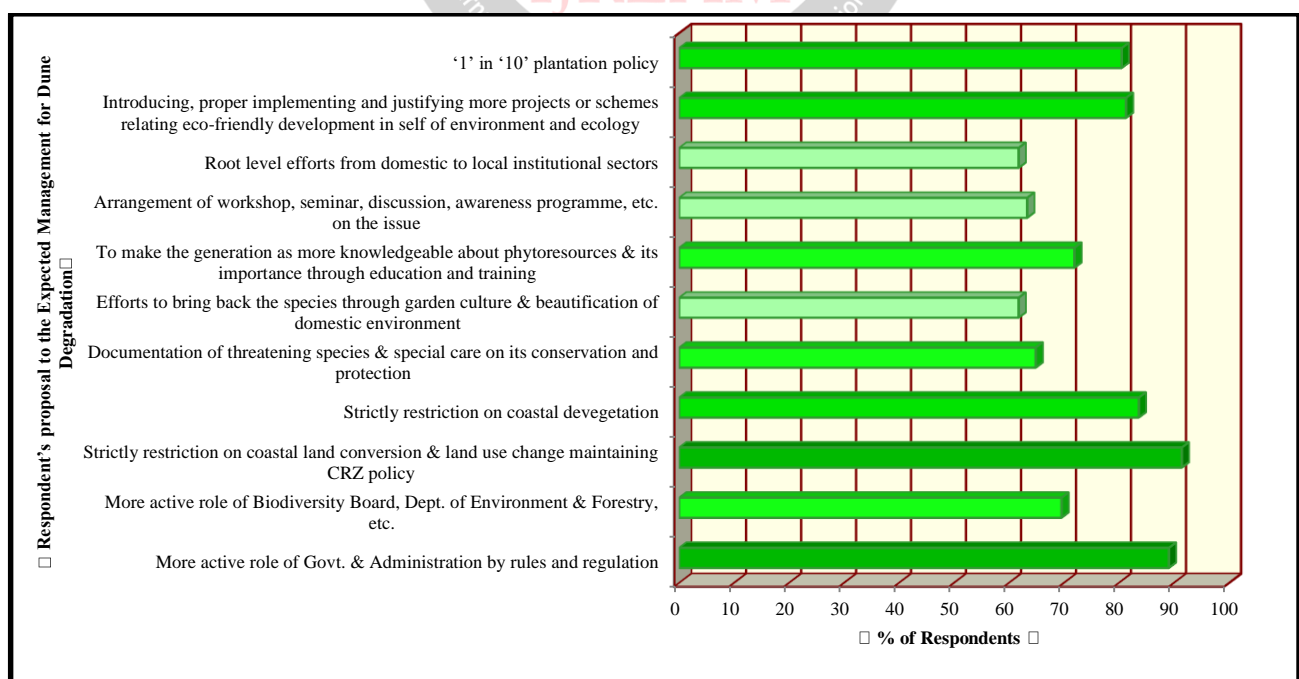 ‘1’ in ‘10’ plantation policy
Introducing, proper implementing and justifying more projects or schemes
relating eco-friendly development in self of environment and ecology
Root level efforts from domestic to local institutional sectors
Arrangement of workshop, seminar, discussion, awareness programme, etc.
on the issue
To make the generation as more knowledgeable about phytoresources & its
importance through education and training
Efforts to bring back the species through garden culture & beautification of
domestic environment
Documentation of threatening species & special care on its conservation and
protection
Strictly restriction on coastal devegetation
Strictly restriction on coastal land conversion & land use change maintaining
CRZ policy
More active role of Biodiversity Board, Dept. of Environment & Forestry,
etc.
More active role of Govt. & Administration by rules and regulation
□ Respondent’s proposal to the Expected Management for Dune
Degradation□
0 10 20 30 40 50 60 70 80 90 100
□ % of Respondents □